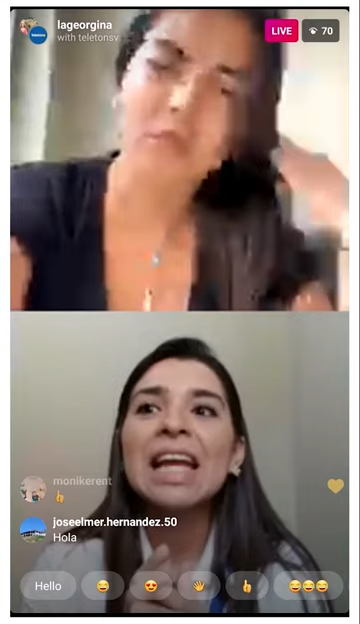 lageorgina
with teletonsv
LIVE
70
monikerent
joseelmer.hernandez.50
Hola
Hello